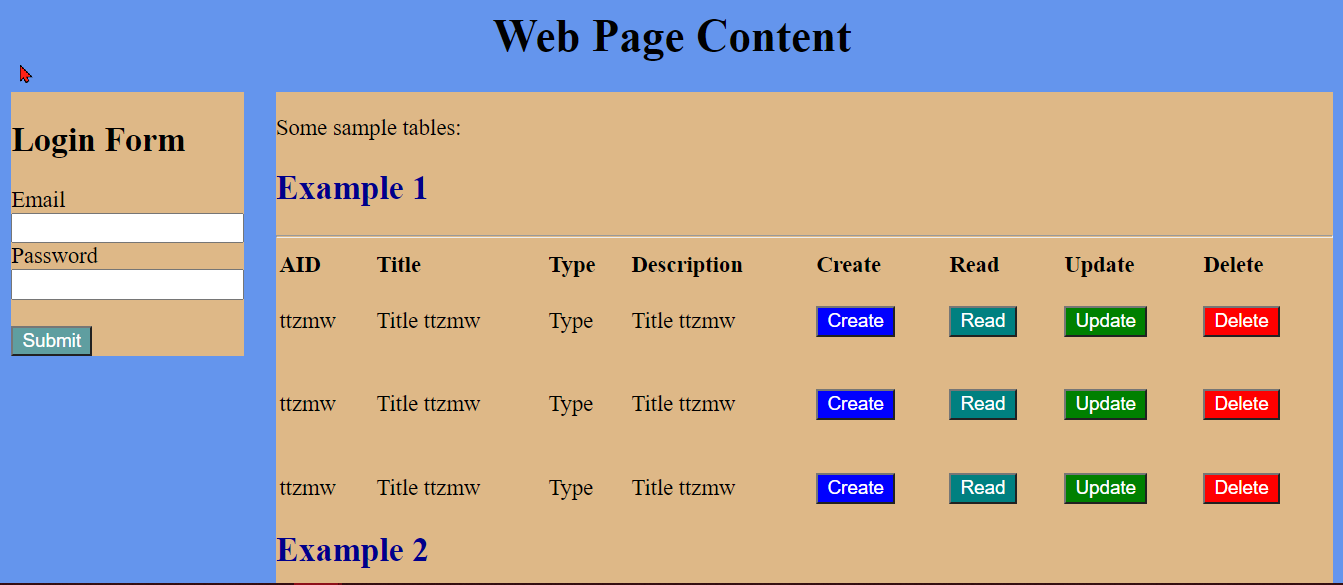 Web Page Content
Login Form
Email
Password
Submit
Some sample tables:
Example 1
AID Title Type Description Create Read Update Delete
ttzmw Title ttzmw Type Title ttzmw Create Read Update Delete
ttzmw Title ttzmw Type Title ttzmw Create Read Update Delete
ttzmw Title ttzmw Type Title ttzmw Create Read Update Delete
Example 2